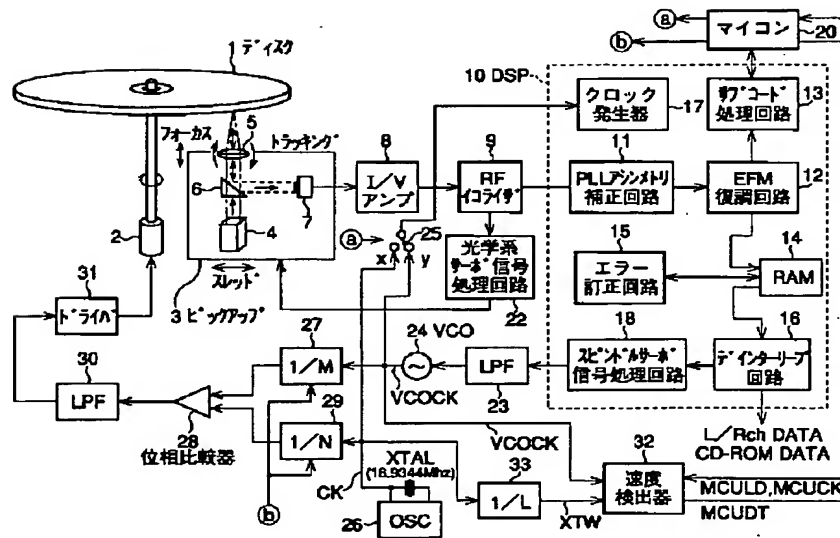 1 ディスク
ⓐ
ⓑ
マイコン
20
10 DSP
クロック
発生器
17
サブコード
処理回路
13
フォーカス
5
トラッキング
6
7
4
スレッド
3 ピックアップ
2
8
I/V
アンプ
9
RF
イコライザ
11
PLLアシンメトリ
補正回路
EFM
復調回路
12
ⓐ
25
x
y
光学系
サーボ信号
処理回路
22
15
エラー
訂正回路
14
RAM
31
ドライバ
30
LPF
28
位相比較器
27
1/M
29
1/N
24 VCO
VCOCK
LPF
23
18
スピンドルサーボ
信号処理回路
16
デインターリーブ
回路
VCOCK
L/Rch DATA
CD-ROM DATA
ⓑ
CK
XTAL
(16.9344Mhz)
26
OSC
33
1/L
XTW
32
速度
検出器
MCULD,MCUCK
MCUDT